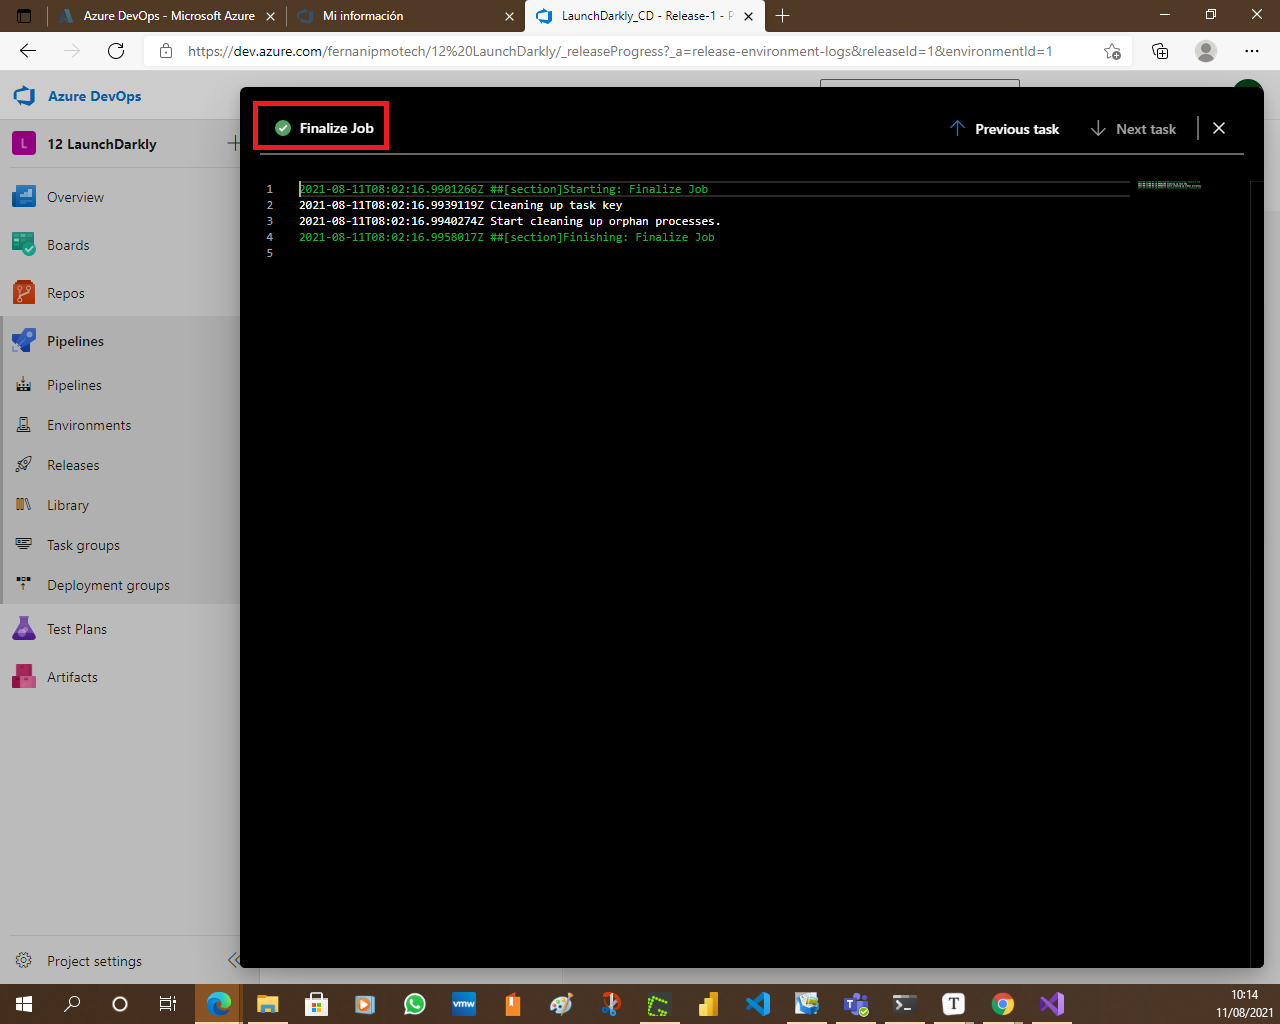 Azure DevOps - Microsoft Azure
Mi información
LaunchDarkly_CD - Release-1 - P
https://dev.azure.com/fernanipmotech/12%20LaunchDarkly/_releaseProgress?_a=release-environment-logs&releaseId=1&environmentId=1
Azure DevOps
L
12 LaunchDarkly
Overview
Boards
Repos
Pipelines
Pipelines
Environments
Releases
Library
Task groups
Deployment groups
Test Plans
Artifacts
Project settings
Finalize Job
Previous task
Next task
1 2021-08-11T08:02:16.9901266Z ##[section]Starting: Finalize Job
2 2021-08-11T08:02:16.9939119Z Cleaning up task key
3 2021-08-11T08:02:16.9940274Z Start cleaning up orphan processes.
4 2021-08-11T08:02:16.9958017Z ##[section]Finishing: Finalize Job
5
vmw
T
10:14
11/08/2021